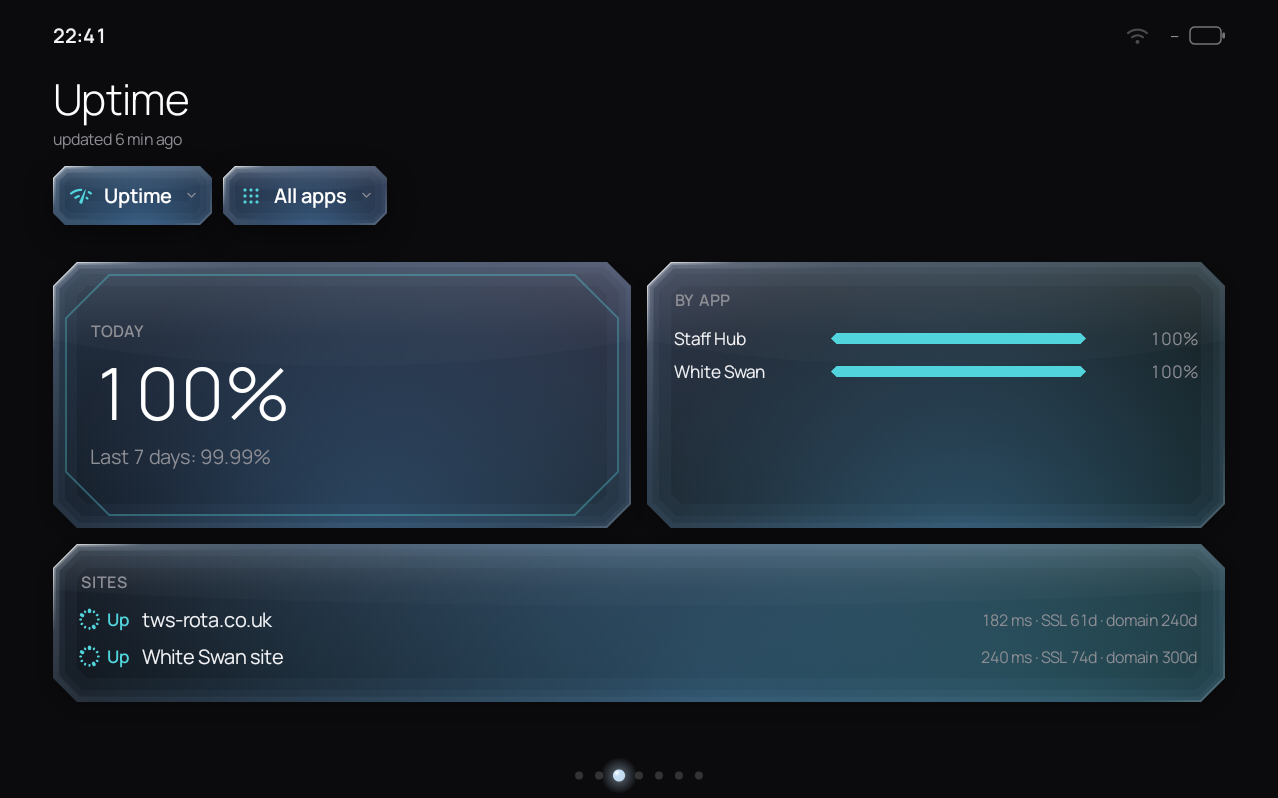 22:41
–
Uptime
updated 6 min ago
Uptime
All apps
TODAY
100%
Last 7 days: 99.99%
BY APP
Staff Hub 100%
White Swan 100%
SITES
Up tws-rota.co.uk 182 ms · SSL 61d · domain 240d
Up White Swan site 240 ms · SSL 74d · domain 300d